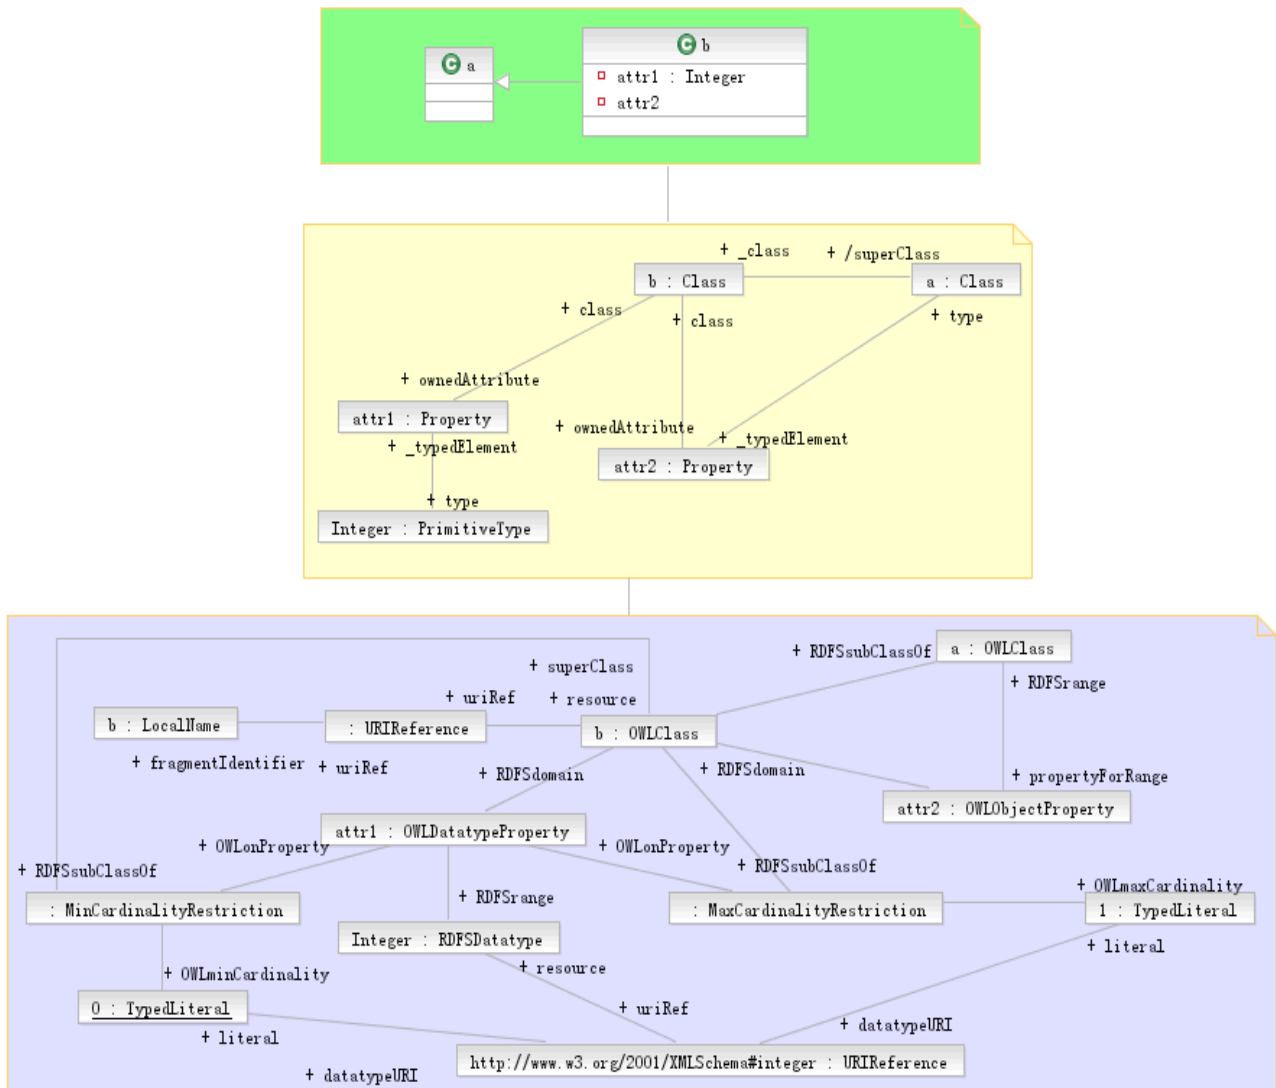 C a
C b
attr1 : Integer
attr2
+ _class
+ /superClass
b : Class
a : Class
+ class
+ class
+ type
+ ownedAttribute
attr1 : Property
+ ownedAttribute
+ _typedElement
+ _typedElement
attr2 : Property
+ type
Integer : PrimitiveType
+ RDFSsubClassOf
a : OWLClass
+ superClass
+ RDFSrange
+ uriRef
+ resource
b : LocalName
: URIReference
b : OWLClass
+ fragmentIdentifier
+ uriRef
+ RDFSdomain
+ RDFSdomain
+ propertyForRange
attr2 : OWLObjectProperty
attr1 : OWLDatatypeProperty
+ OWLonProperty
+ OWLonProperty
+ RDFSsubClassOf
+ RDFSsubClassOf
+ OWLmaxCardinality
+ RDFSrange
: MinCardinalityRestriction
: MaxCardinalityRestriction
1 : TypedLiteral
Integer : RDFSDatatype
+ literal
+ OWLminCardinality
+ resource
0 : TypedLiteral
+ uriRef
+ datatypeURI
+ literal
http://www.w3.org/2001/XMLSchema#integer : URIReference
+ datatypeURI